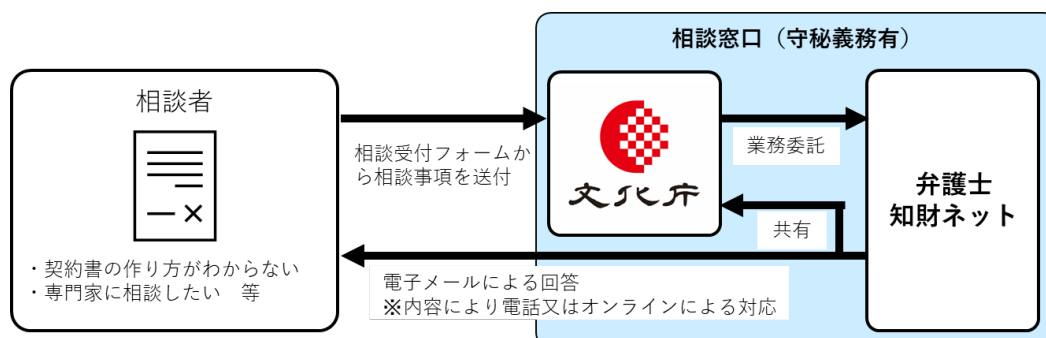 相談窓口（守秘義務有）
相談者
・契約書の作り方がわからない
・専門家に相談したい　等
相談受付フォームか
ら相談事項を送付
文化庁
業務委託
弁護士
知財ネット
共有
電子メールによる回答
※内容により電話又はオンラインによる対応